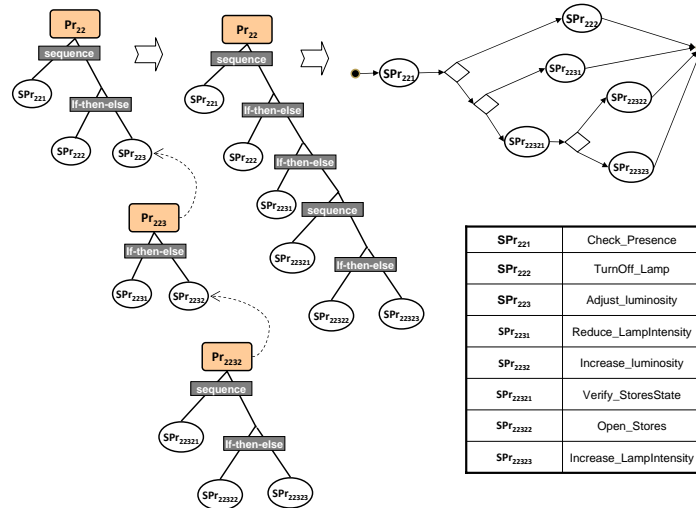 Pr22
sequence
SPr221
If-then-else
SPr222
SPr223
Pr223
If-then-else
SPr2231
SPr2232
Pr2232
sequence
SPr22321
If-then-else
SPr22322
SPr22323
Pr22
sequence
SPr221
If-then-else
SPr222
If-then-else
SPr2231
sequence
SPr22321
If-then-else
SPr22322
SPr22323
SPr221
SPr222
SPr2231
SPr22321
SPr22322
SPr22323
SPr221 Check_Presence
SPr222 TurnOff_Lamp
SPr223 Adjust_luminosity
SPr2231 Reduce_LampIntensity
SPr2232 Increase_luminosity
SPr22321 Verify_StoresState
SPr22322 Open_Stores
SPr22323 Increase_LampIntensity